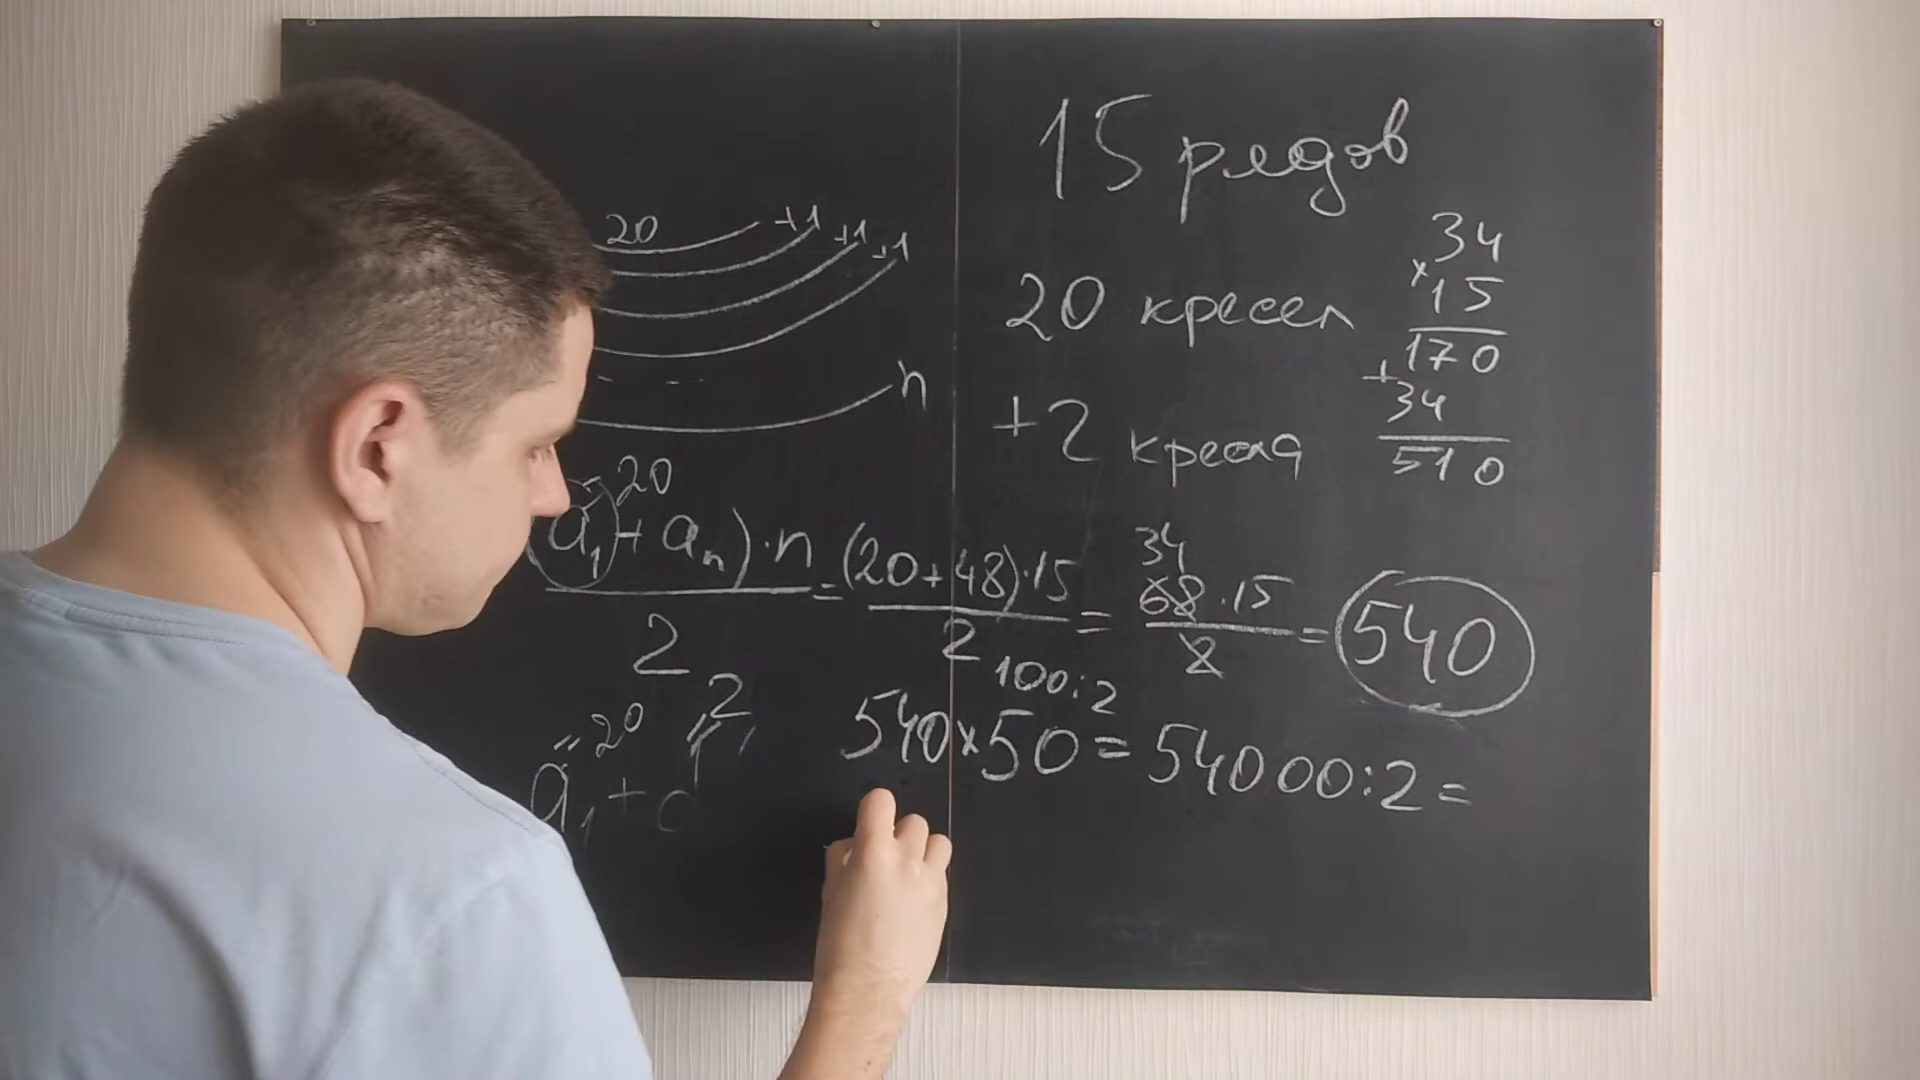 15 рядов
20 +1 +1 +1
20 кресел
+2 кресла
n
34
×15
170
+34
510
20
(a₁ + aₙ)·n / 2 = (20+48)·15 / 2 = 34 68·15 / 2 = 540
100:2
540×50=54000:2=
20 2
a₁+d